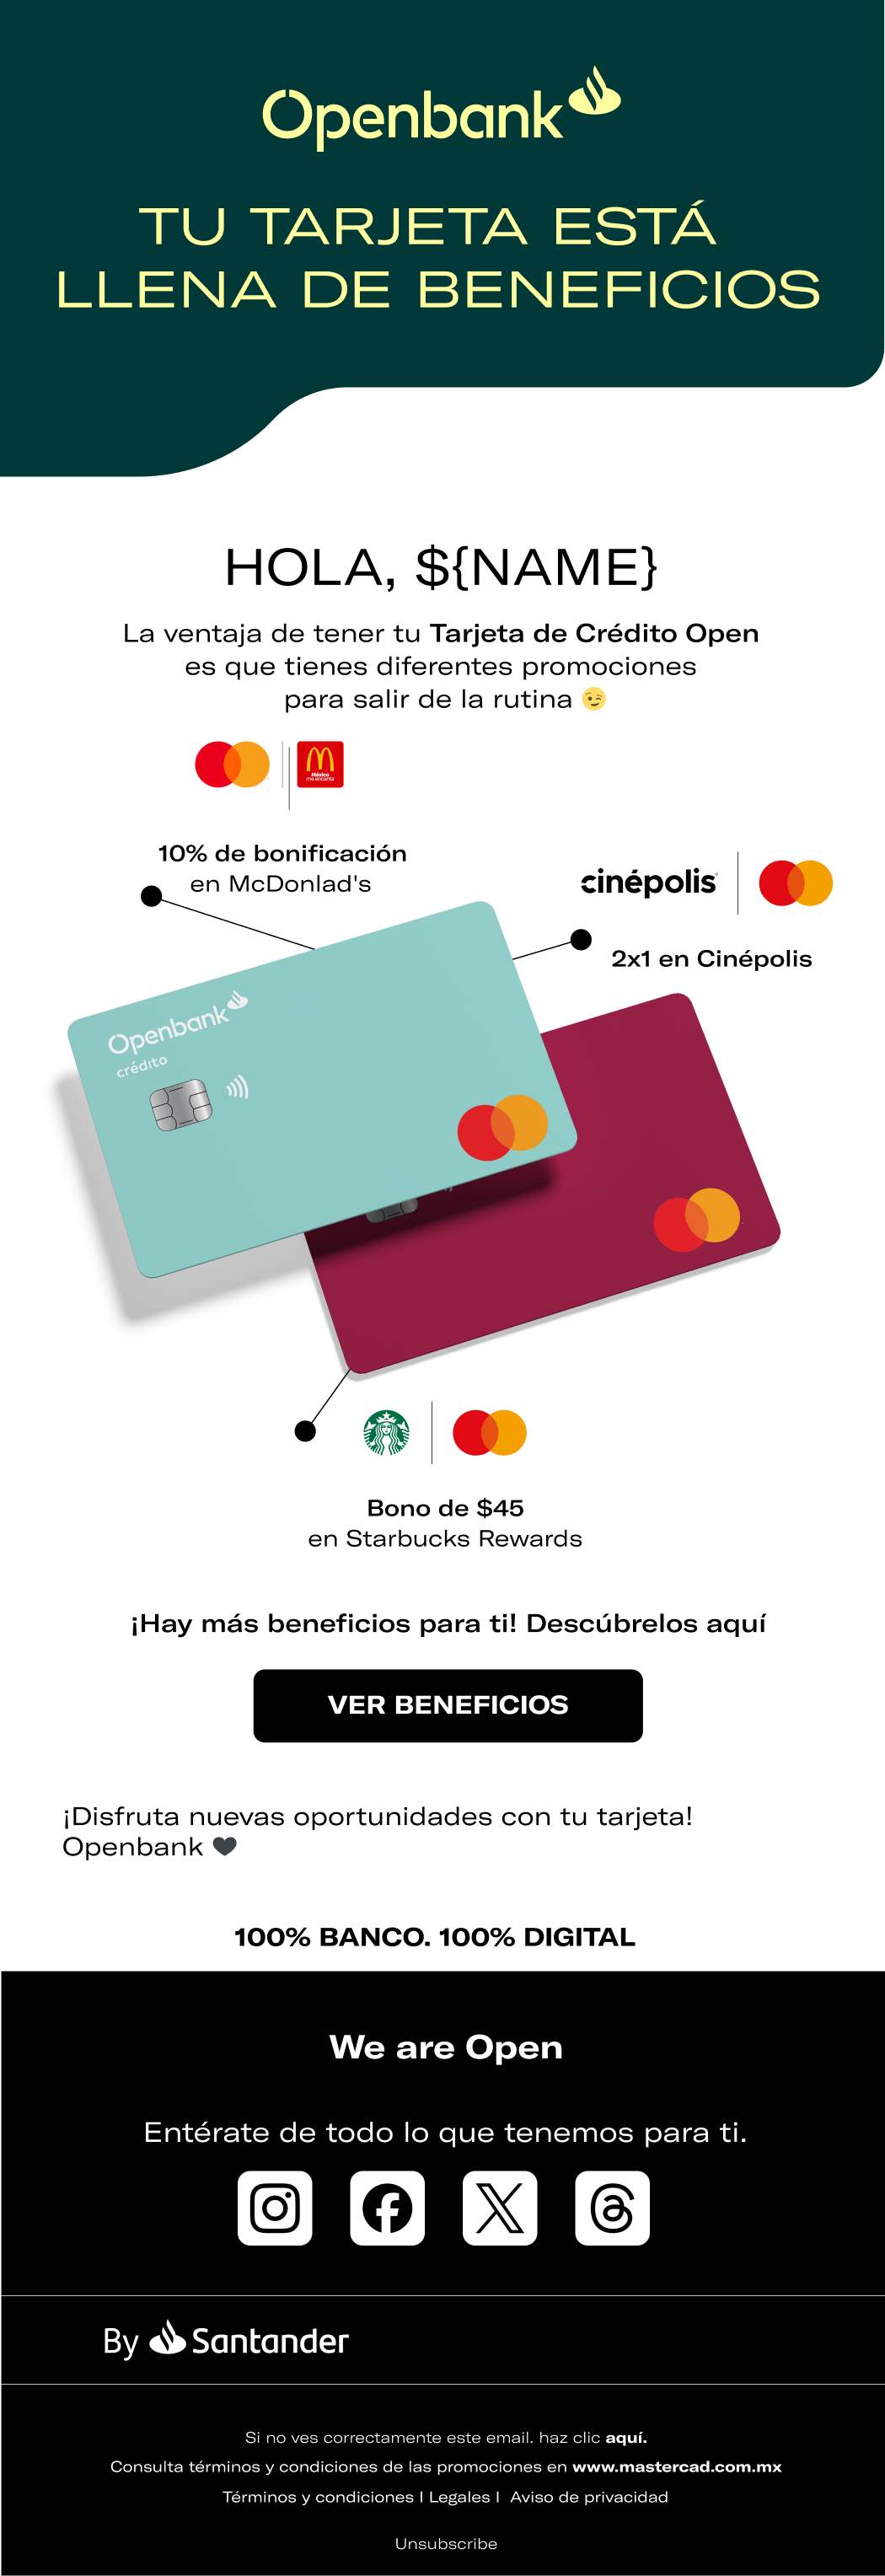 Openbank
TU TARJETA ESTÁ
LLENA DE BENEFICIOS
HOLA, ${NAME}
La ventaja de tener tu Tarjeta de Crédito Open
es que tienes diferentes promociones
para salir de la rutina 😉
México
me encanta
10% de bonificación
en McDonlad's
cinépolis
2x1 en Cinépolis
Openbank
crédito
Bono de $45
en Starbucks Rewards
¡Hay más beneficios para ti! Descúbrelos aquí
VER BENEFICIOS
¡Disfruta nuevas oportunidades con tu tarjeta!
Openbank 🖤
100% BANCO. 100% DIGITAL
We are Open
Entérate de todo lo que tenemos para ti.
By Santander
Si no ves correctamente este email. haz clic aquí.
Consulta términos y condiciones de las promociones en www.mastercad.com.mx
Términos y condiciones I Legales I Aviso de privacidad
Unsubscribe